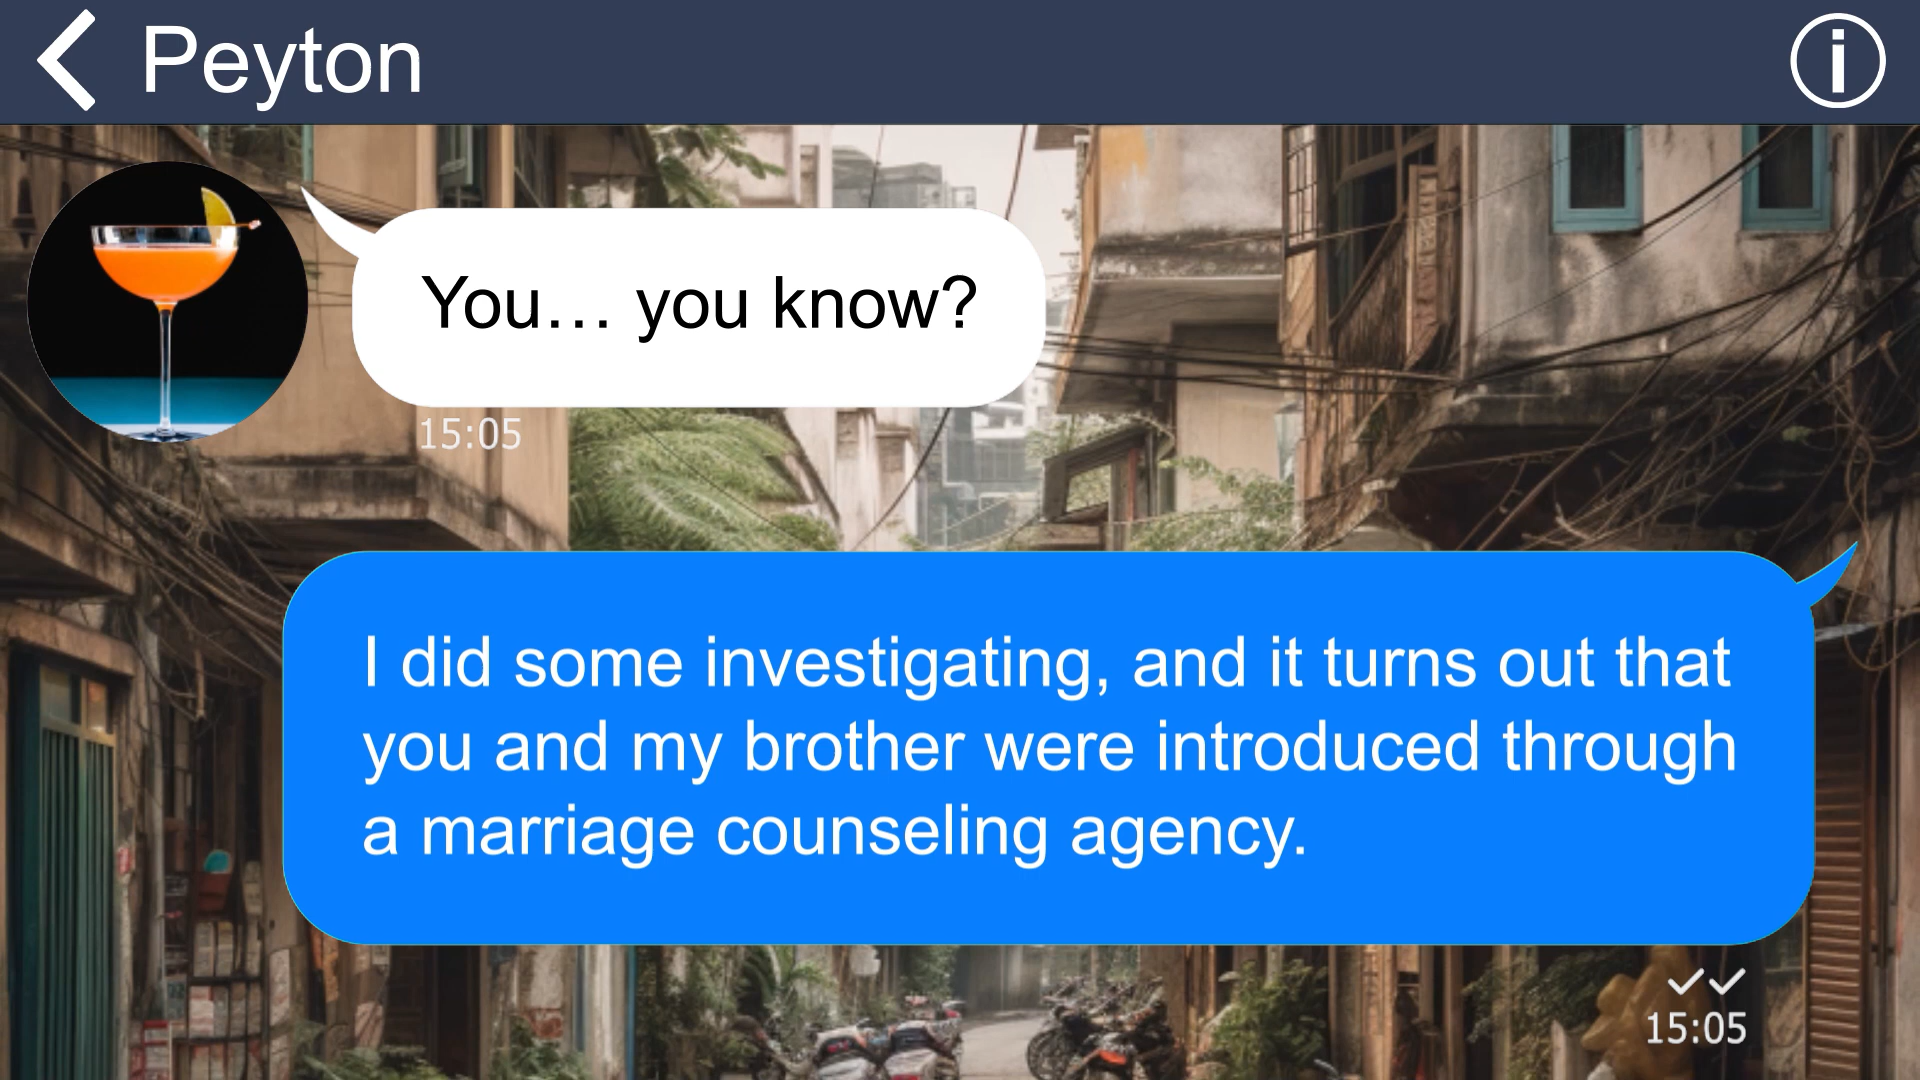 Peyton
You... you know?
15:05
I did some investigating, and it turns out that
you and my brother were introduced through
a marriage counseling agency.
15:05